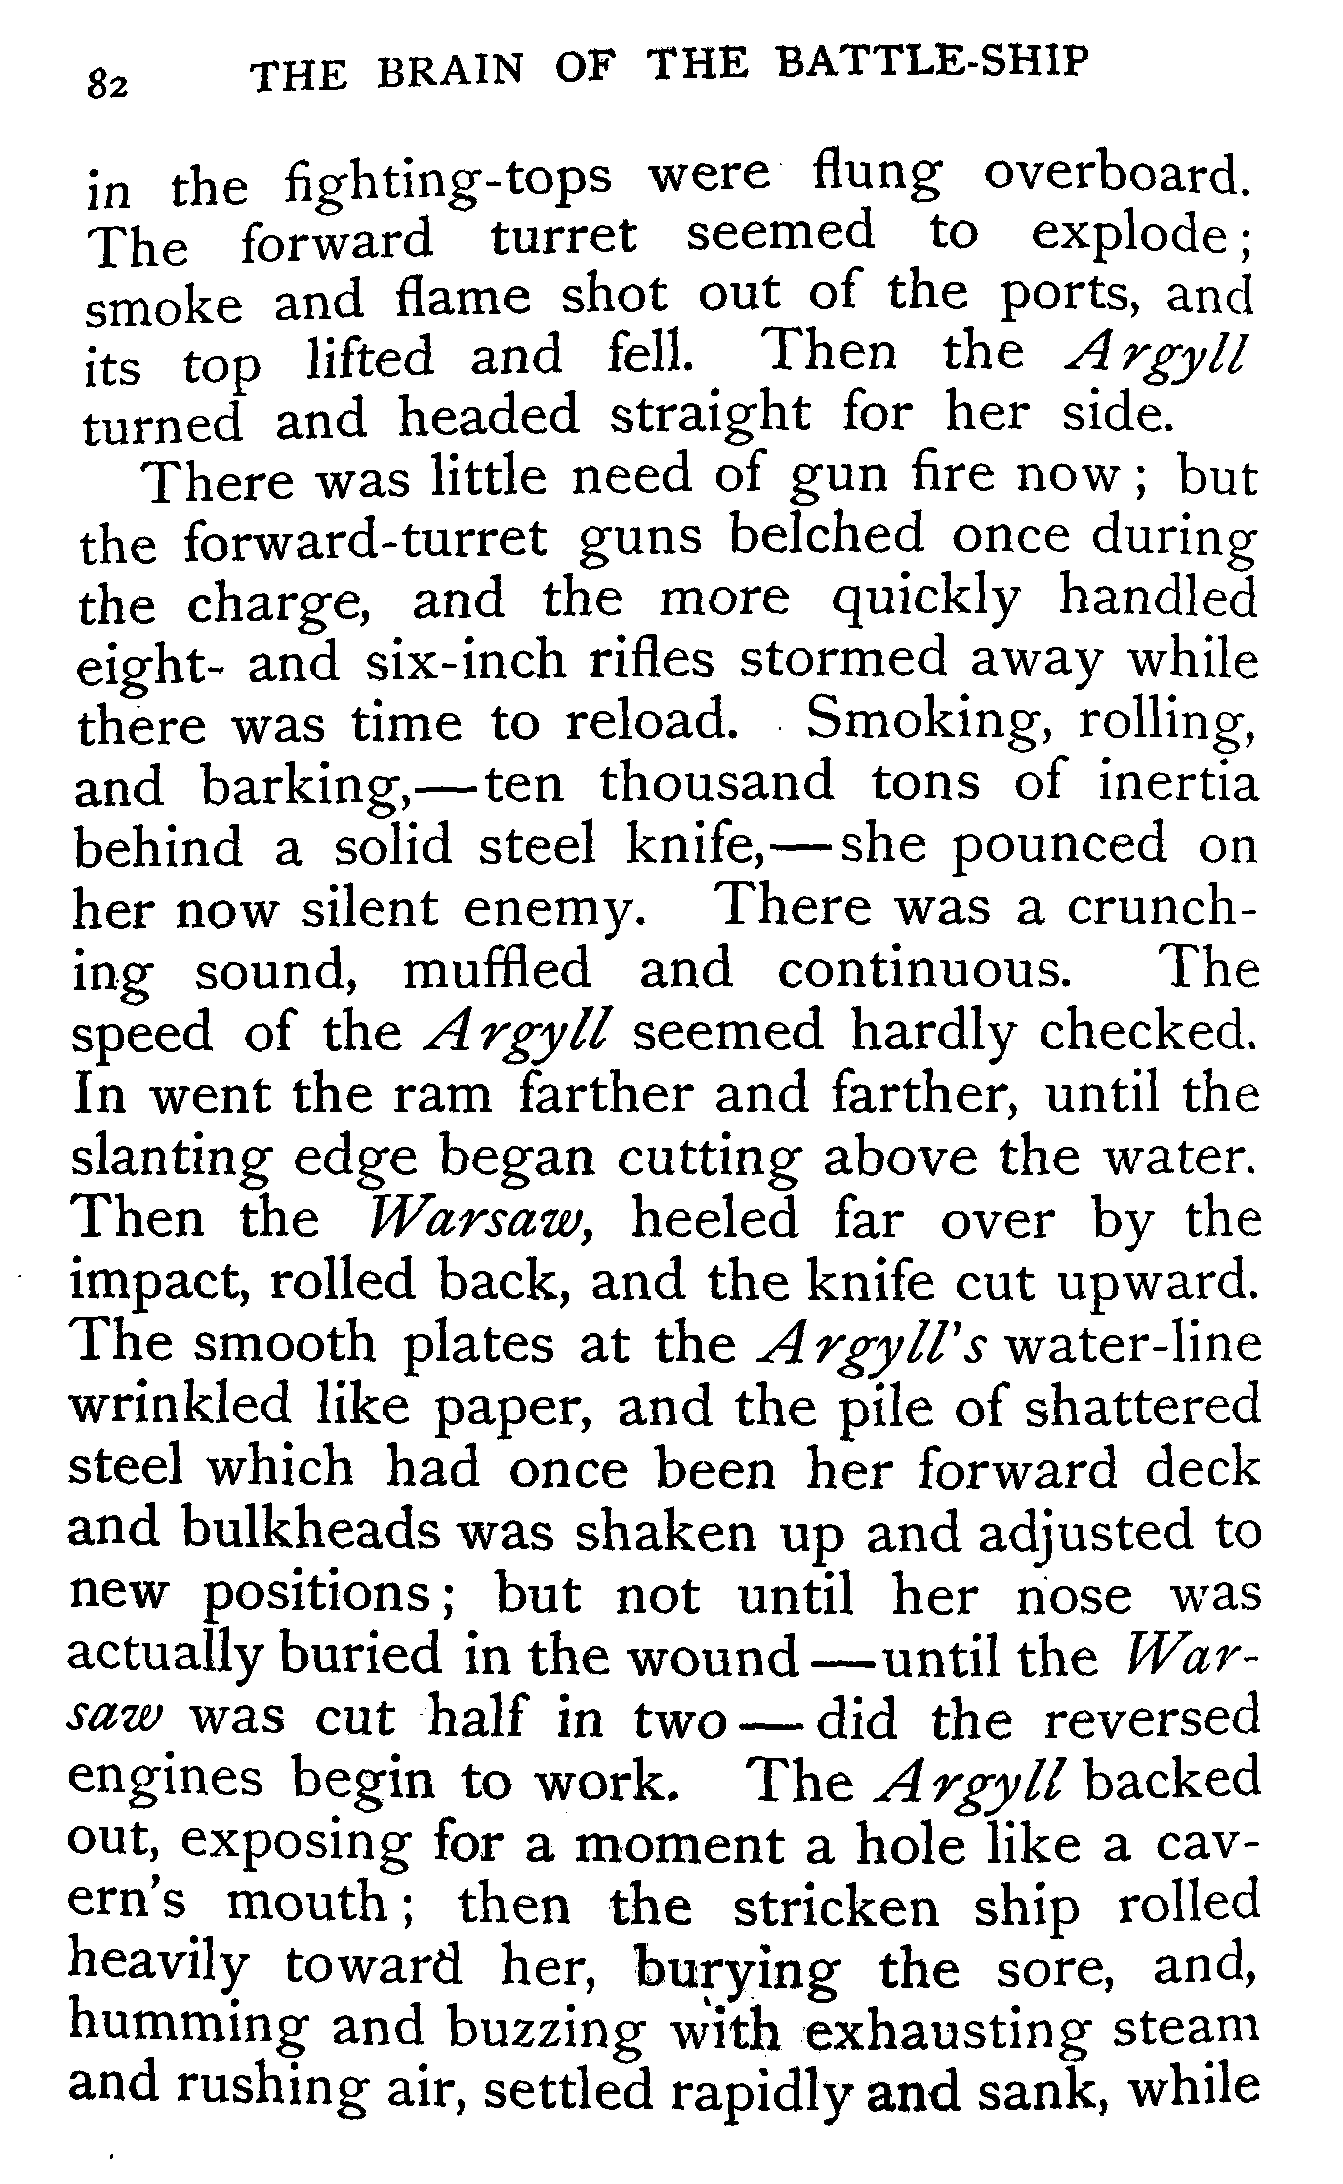 82 THE BRAIN OF THE BATTLE-SHIP
in the fighting-tops were flung overboard.
The forward turret seemed to explode;
smoke and flame shot out of the ports, and
its top lifted and fell. Then the Argyll
turned and headed straight for her side.
There was little need of gun fire now; but
the forward-turret guns belched once during
the charge, and the more quickly handled
eight- and six-inch rifles stormed away while
there was time to reload. Smoking, rolling,
and barking,—ten thousand tons of inertia
behind a solid steel knife,—she pounced on
her now silent enemy. There was a crunch-
ing sound, muffled and continuous. The
speed of the Argyll seemed hardly checked.
In went the ram farther and farther, until the
slanting edge began cutting above the water.
Then the Warsaw, heeled far over by the
impact, rolled back, and the knife cut upward.
The smooth plates at the Argyll's water-line
wrinkled like paper, and the pile of shattered
steel which had once been her forward deck
and bulkheads was shaken up and adjusted to
new positions; but not until her nose was
actually buried in the wound—until the War-
saw was cut half in two—did the reversed
engines begin to work. The Argyll backed
out, exposing for a moment a hole like a cav-
ern's mouth; then the stricken ship rolled
heavily toward her, burying the sore, and,
humming and buzzing with exhausting steam
and rushing air, settled rapidly and sank, while